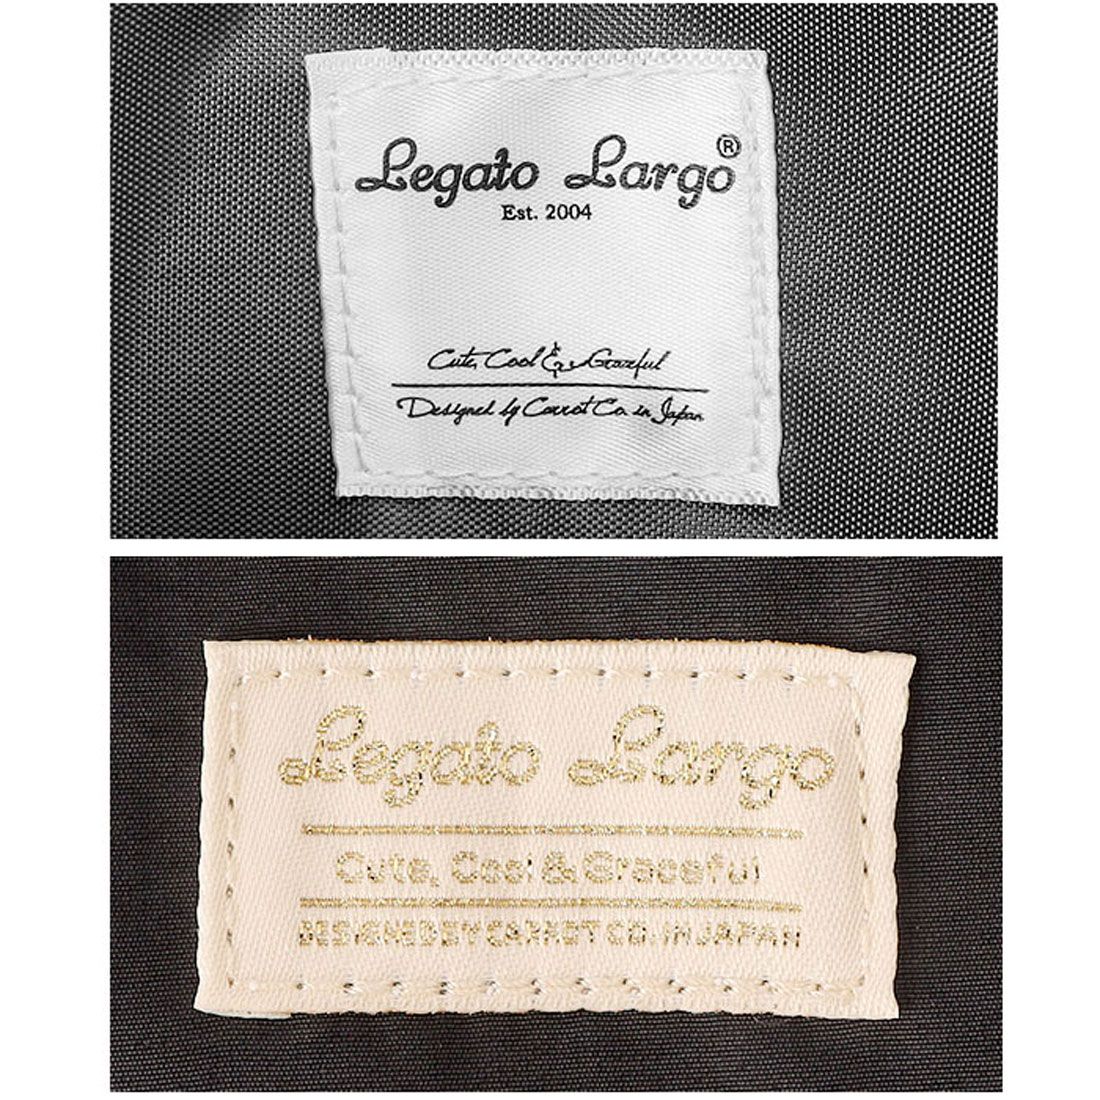 Legato Largo®
Est. 2004
Cute, Cool & Graceful
Designed by Carrot Co. in Japan
Legato Largo
Cute, Cool & Graceful
DESIGNED BY CARROT CO. IN JAPAN